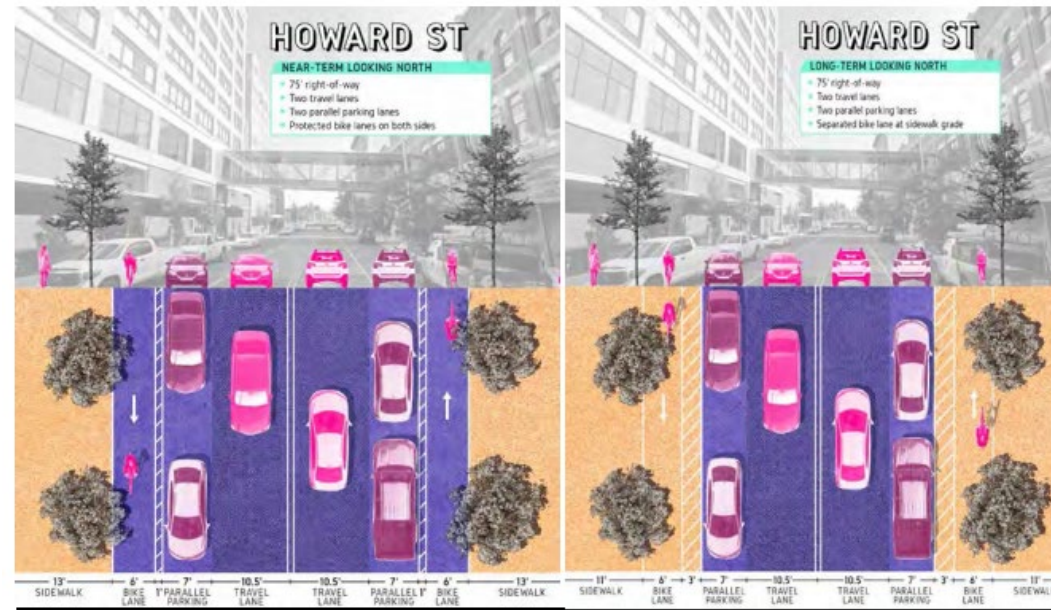 HOWARD ST
NEAR-TERM LOOKING NORTH
75' right-of-way
Two travel lanes
Two parallel parking lanes
Protected bike lanes on both sides
13' 6' 1' 7' 10.5' 10.5' 7' 1' 6' 13'
SIDEWALK BIKE LANE PARALLEL PARKING TRAVEL LANE TRAVEL LANE PARALLEL PARKING BIKE LANE SIDEWALK
HOWARD ST
LONG-TERM LOOKING NORTH
75' right-of-way
Two travel lanes
Two parallel parking lanes
Separated bike lane at sidewalk grade
11' 6' 3' 7' 10.5' 10.5' 7' 3' 6' 11'
SIDEWALK BIKE LANE PARALLEL PARKING TRAVEL LANE TRAVEL LANE PARALLEL PARKING BIKE LANE SIDEWAL